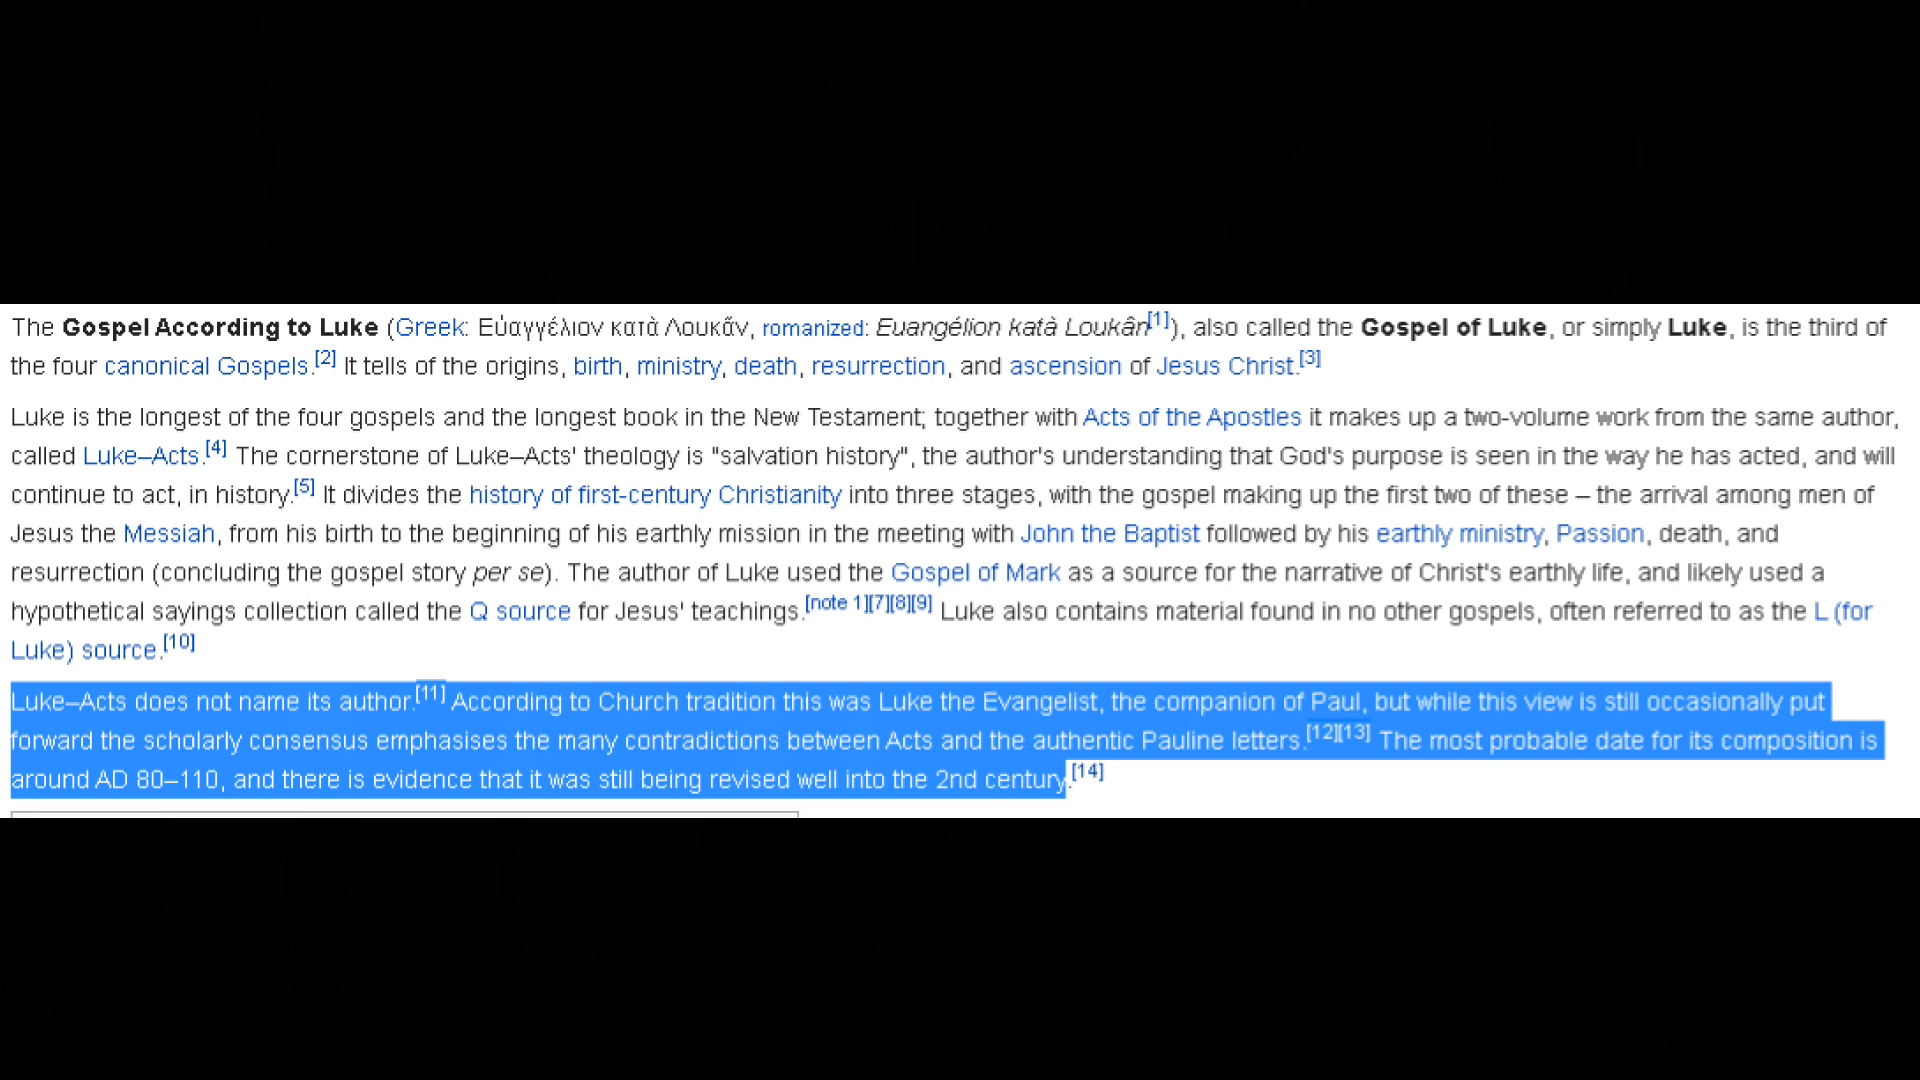 The Gospel According to Luke (Greek: Εὐαγγέλιον κατὰ Λουκᾶν, romanized: Euangélion katà Loukân[1]), also called the Gospel of Luke, or simply Luke, is the third of
the four canonical Gospels.[2] It tells of the origins, birth, ministry, death, resurrection, and ascension of Jesus Christ.[3]
Luke is the longest of the four gospels and the longest book in the New Testament; together with Acts of the Apostles it makes up a two-volume work from the same author,
called Luke–Acts.[4] The cornerstone of Luke–Acts' theology is "salvation history", the author's understanding that God's purpose is seen in the way he has acted, and will
continue to act, in history.[5] It divides the history of first-century Christianity into three stages, with the gospel making up the first two of these – the arrival among men of
Jesus the Messiah, from his birth to the beginning of his earthly mission in the meeting with John the Baptist followed by his earthly ministry, Passion, death, and
resurrection (concluding the gospel story per se). The author of Luke used the Gospel of Mark as a source for the narrative of Christ's earthly life, and likely used a
hypothetical sayings collection called the Q source for Jesus' teachings.[note 1][7][8][9] Luke also contains material found in no other gospels, often referred to as the L (for
Luke) source.[10]
Luke–Acts does not name its author.[11] According to Church tradition this was Luke the Evangelist, the companion of Paul, but while this view is still occasionally put
forward the scholarly consensus emphasises the many contradictions between Acts and the authentic Pauline letters.[12][13] The most probable date for its composition is
around AD 80–110, and there is evidence that it was still being revised well into the 2nd century.[14]